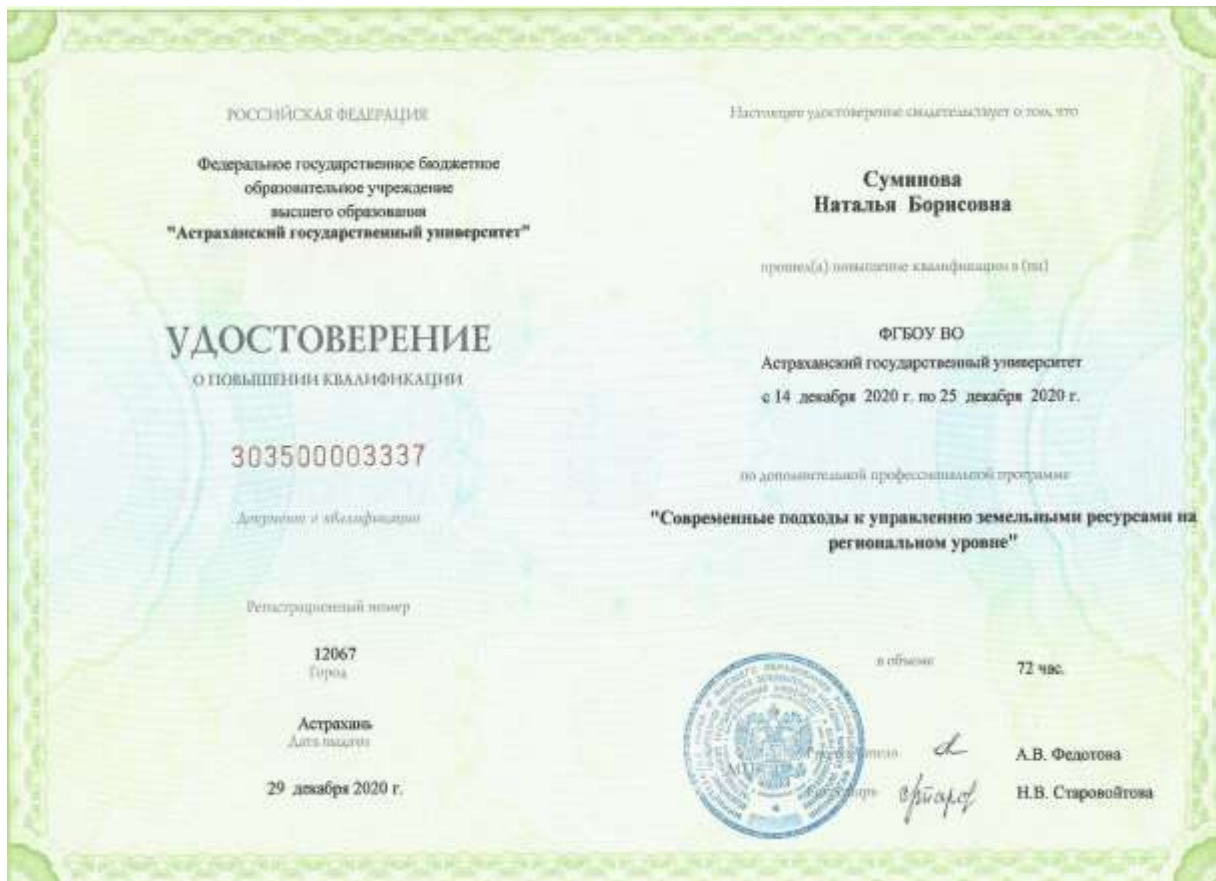 РОССИЙСКАЯ ФЕДЕРАЦИЯ
Федеральное государственное бюджетное
образовательное учреждение
высшего образования
"Астраханский государственный университет"
УДОСТОВЕРЕНИЕ
О ПОВЫШЕНИИ КВАЛИФИКАЦИИ
303500003337
Документ о квалификации
Регистрационный номер
12067
Город
Астрахань
Дата выдачи
29 декабря 2020 г.
Настоящее удостоверение свидетельствует о том, что
Суминова
Наталья Борисовна
прошел(а) повышение квалификации в (на)
ФГБОУ ВО
Астраханский государственный университет
с 14 декабря 2020 г. по 25 декабря 2020 г.
по дополнительной профессиональной программе
"Современные подходы к управлению земельными ресурсами на
региональном уровне"
в объеме 72 час.
А.В. Федотова
Н.В. Старовойтова